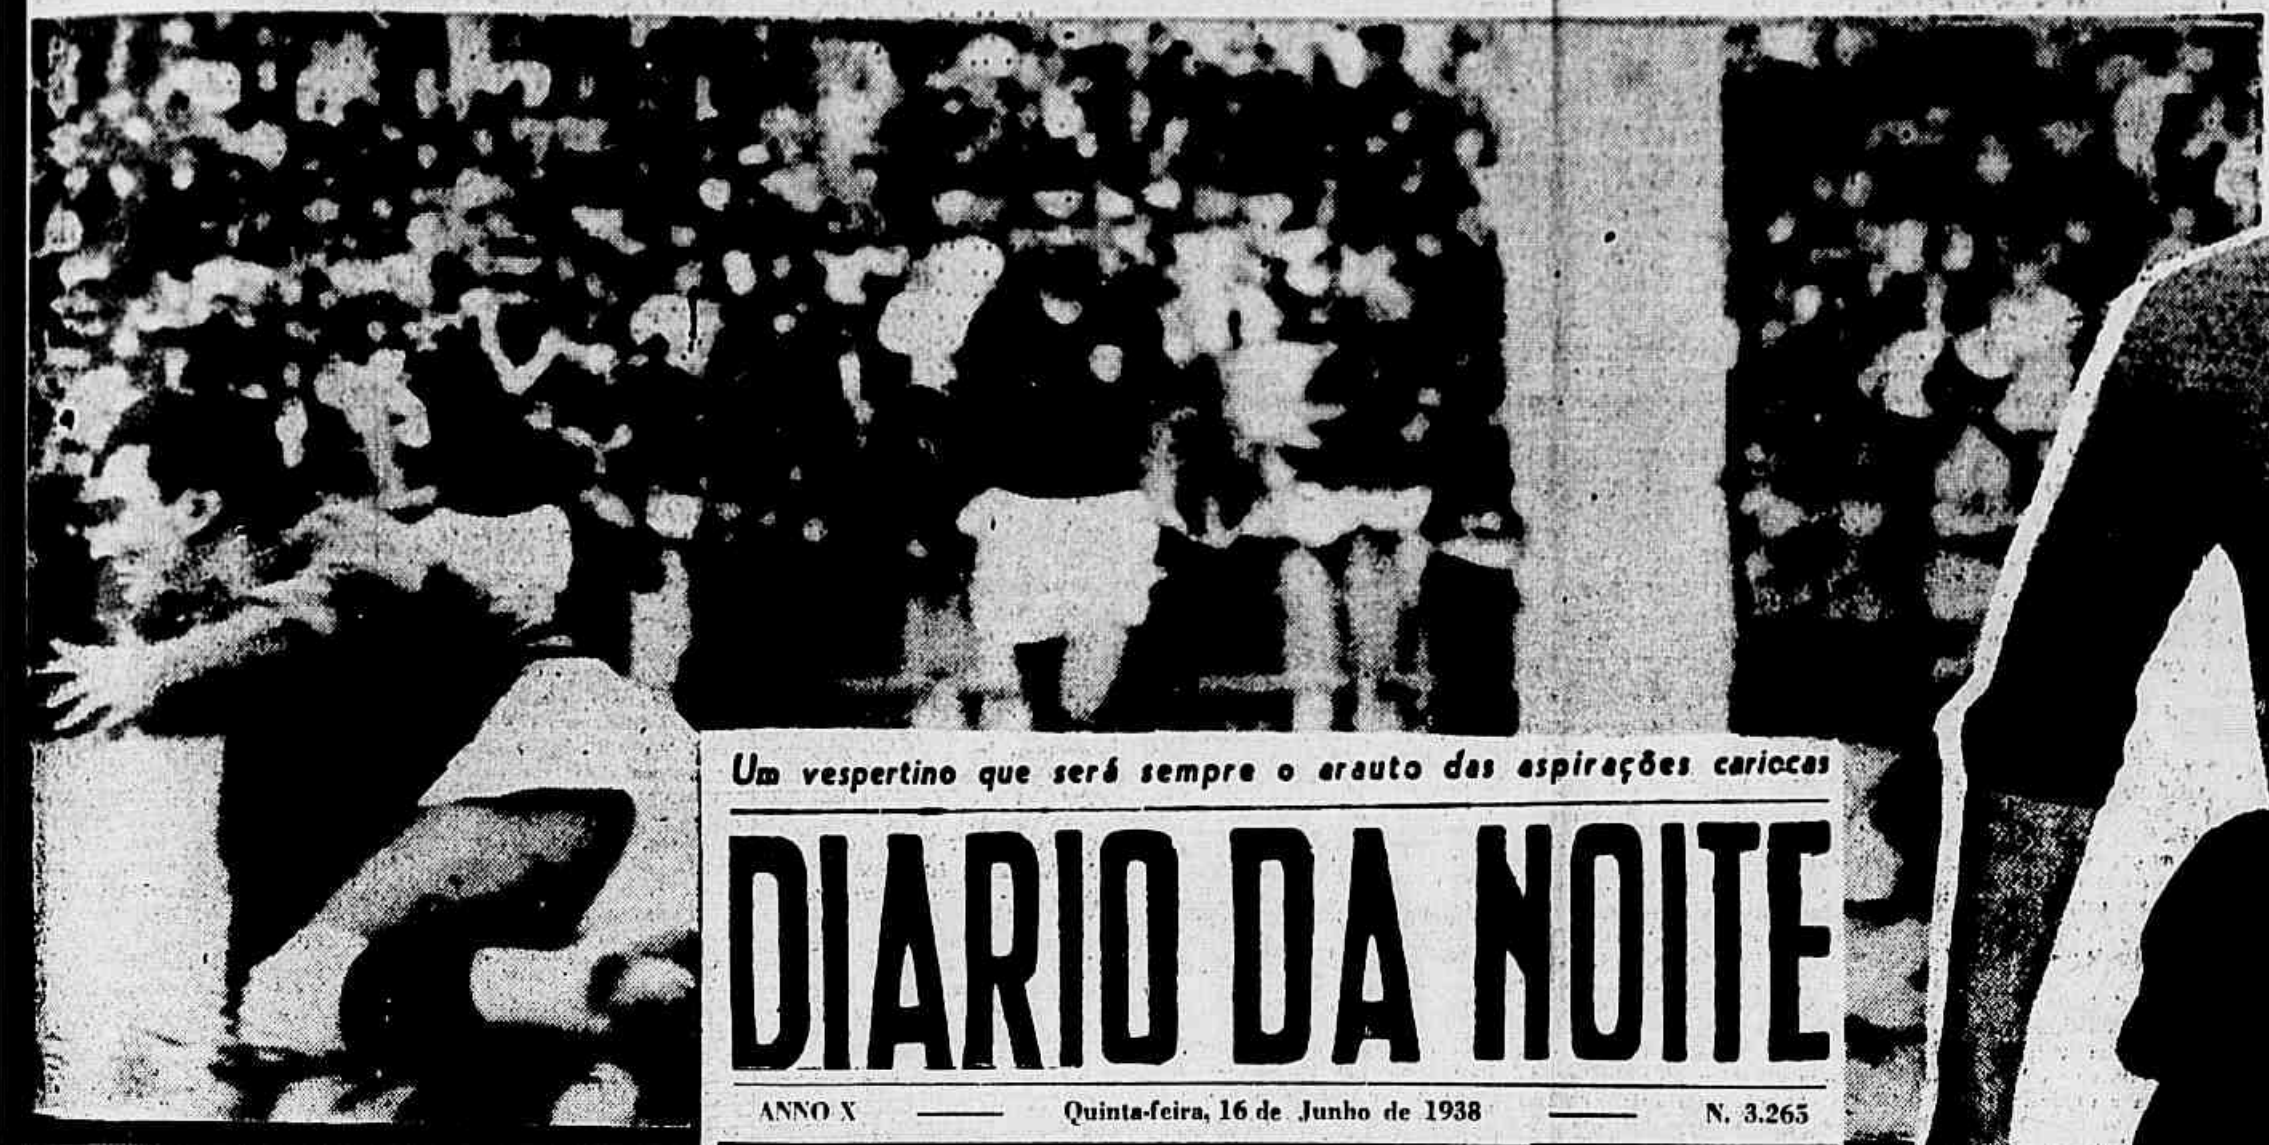 Um vespertino que será sempre o arauto das aspirações cariocas
DIARIO DA NOITE
ANNO X — Quinta-feira, 16 de Junho de 1938 — N. 3.265